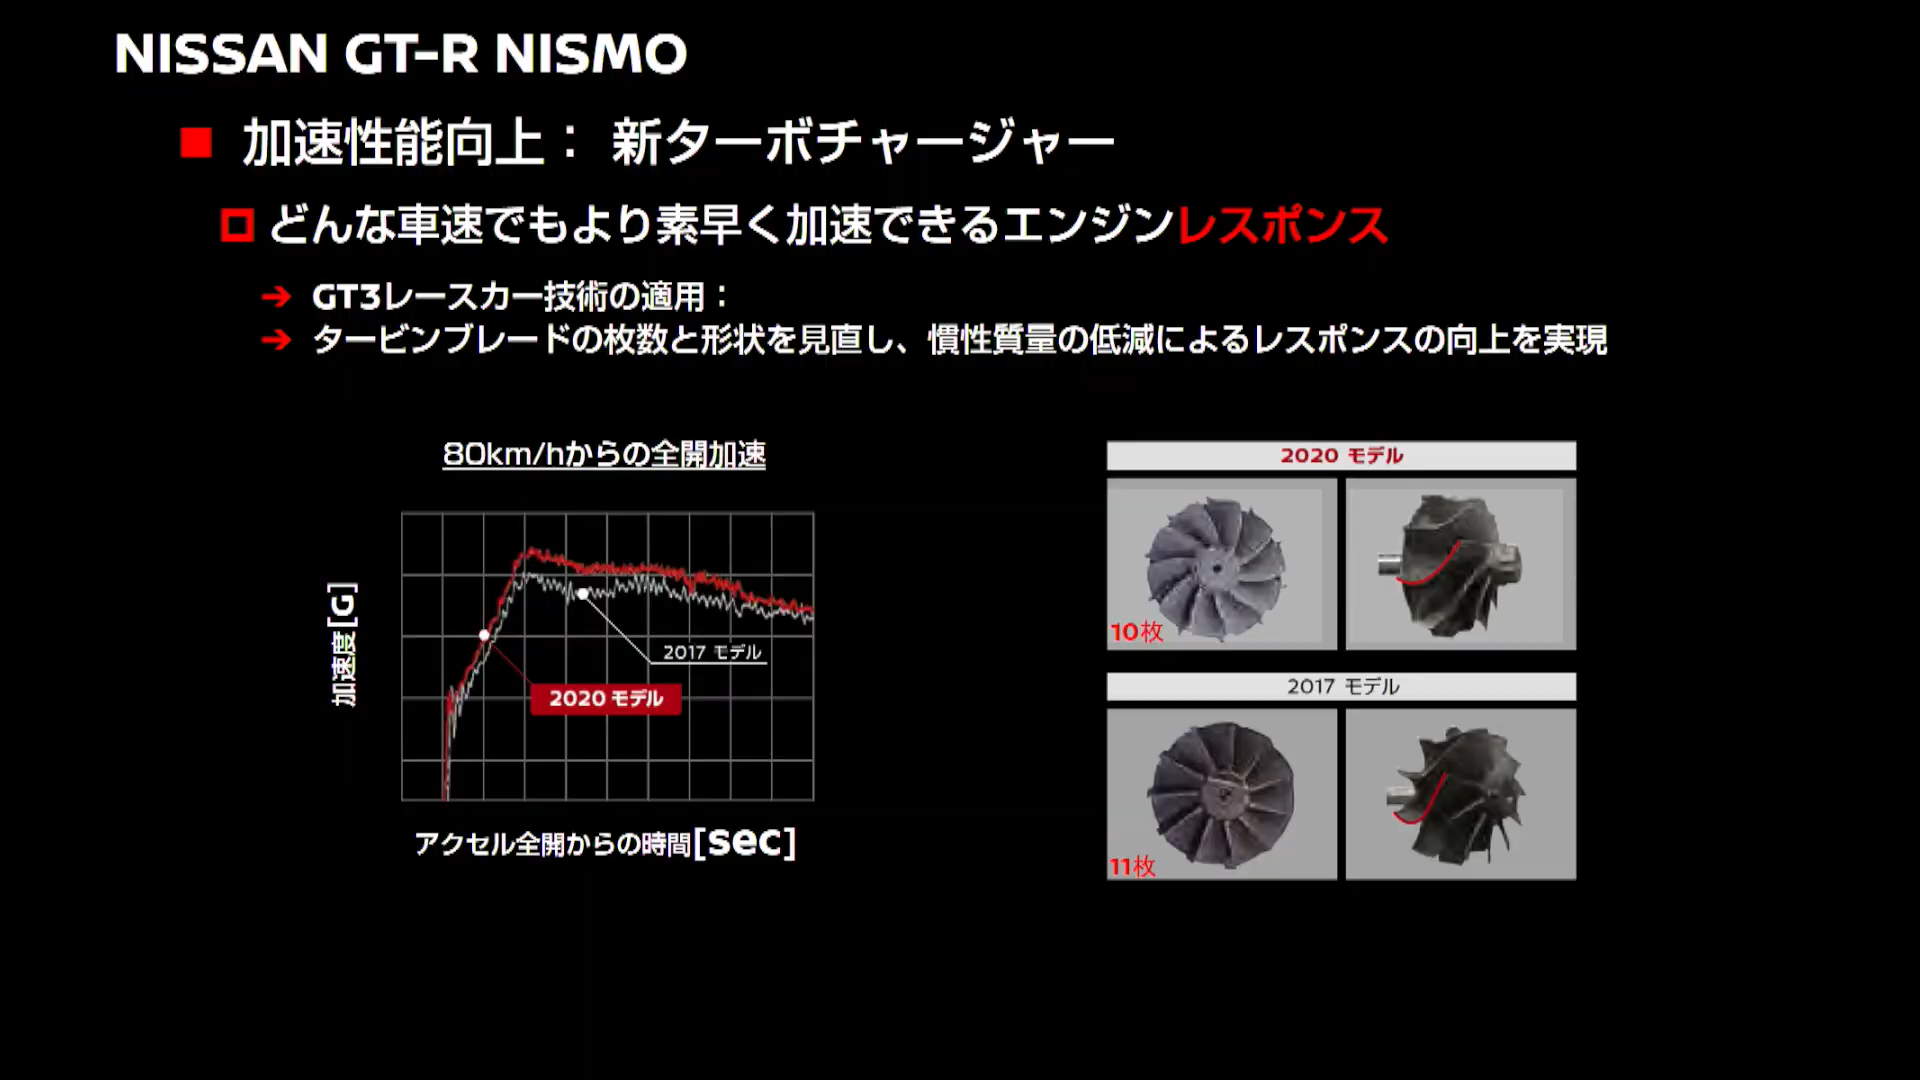 NISSAN GT-R NISMO
加速性能向上： 新ターボチャージャー
どんな車速でもより素早く加速できるエンジンレスポンス
➔ GT3レースカー技術の適用：
➔ タービンブレードの枚数と形状を見直し、慣性質量の低減によるレスポンスの向上を実現
80km/hからの全開加速
加速度[G]
2017 モデル
2020 モデル
アクセル全開からの時間[sec]
2020 モデル
10枚
2017 モデル
11枚